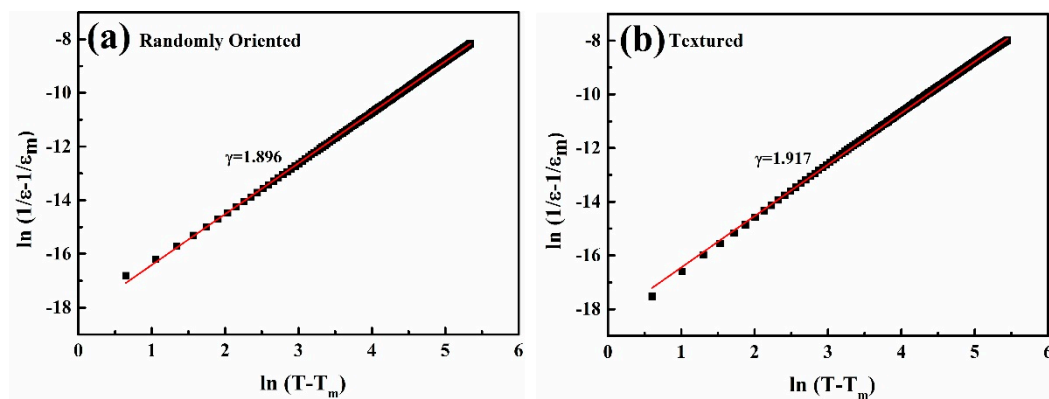 (a) Randomly Oriented
γ=1.896
ln (1/ε-1/εm)
-8
-10
-12
-14
-16
-18
0 1 2 3 4 5 6
ln (T-Tm)
(b) Textured
γ=1.917
ln (1/ε-1/εm)
-8
-10
-12
-14
-16
-18
0 1 2 3 4 5 6
ln (T-Tm)